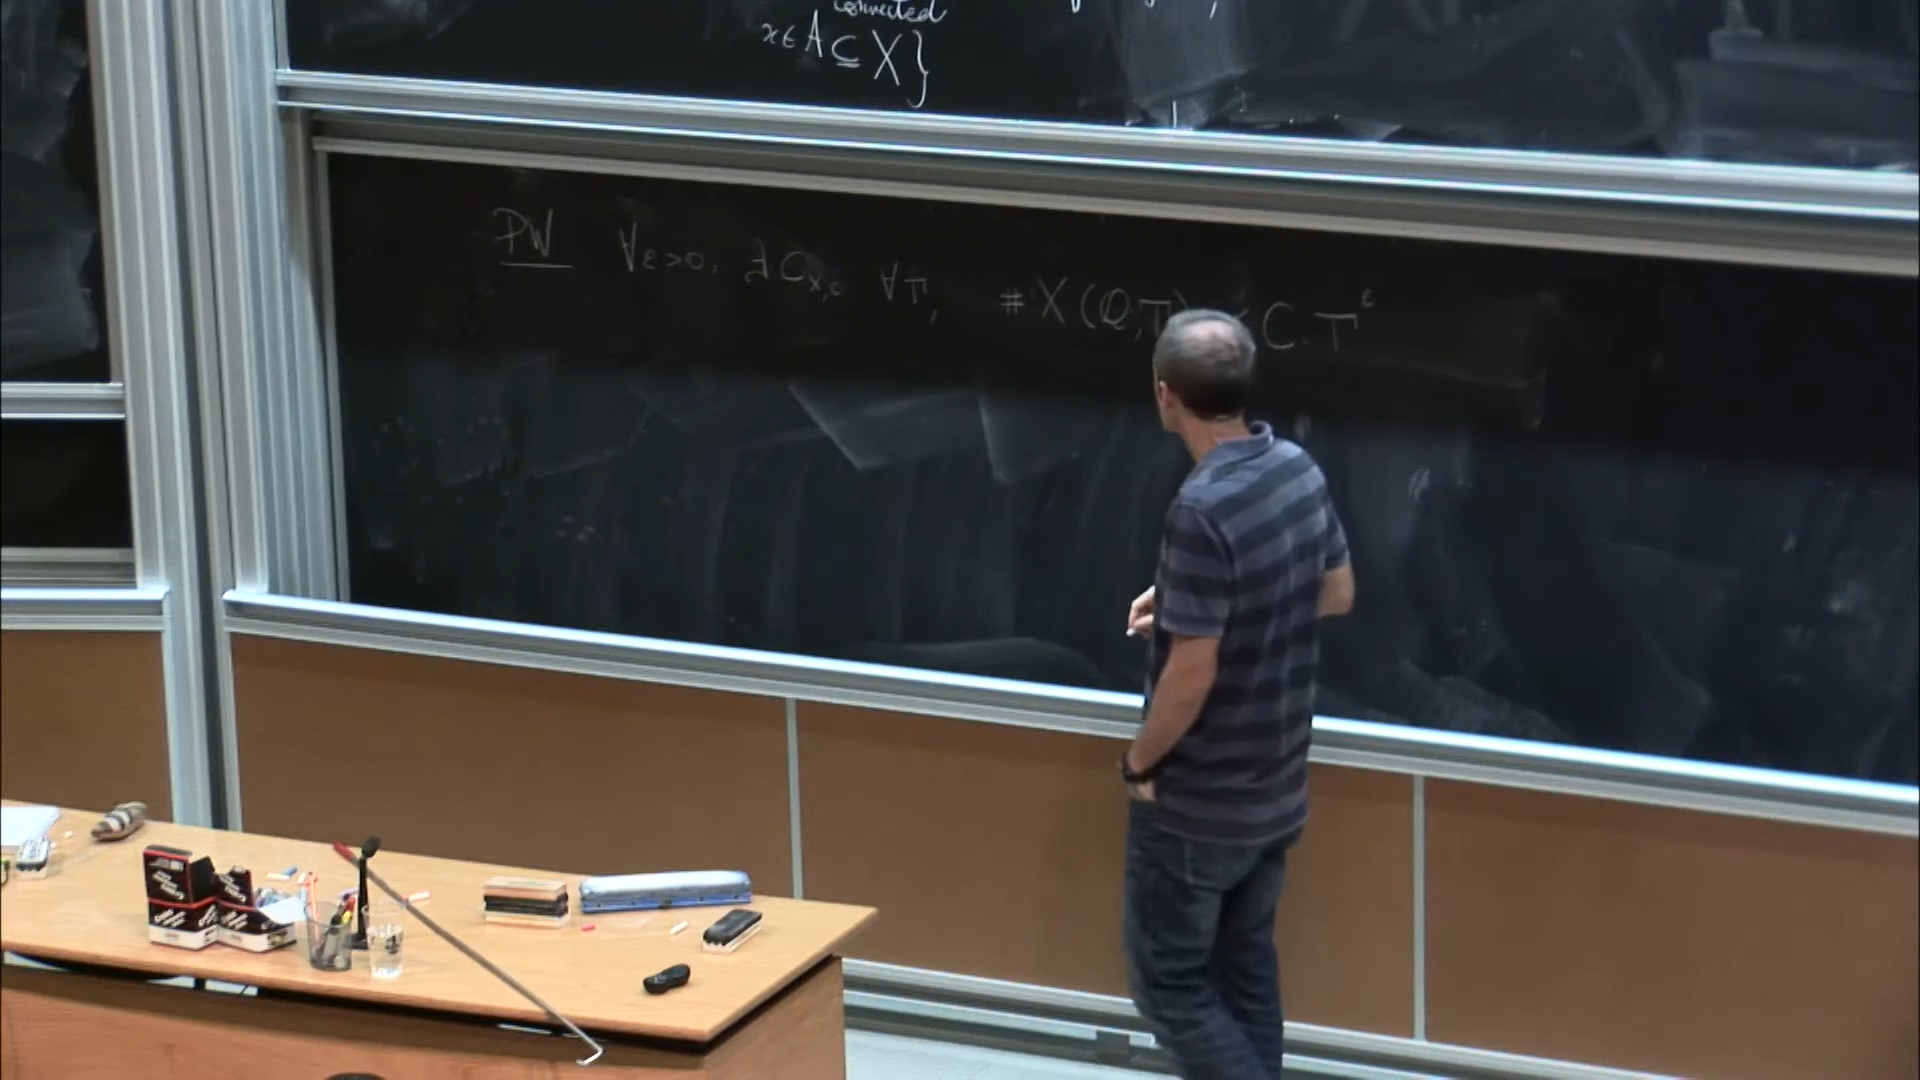 connected
x ∈ A ⊆ X }
PW ∀ε>0, ∃ C_{X,ε} ∀T, # X(Q,T) C.T^ε